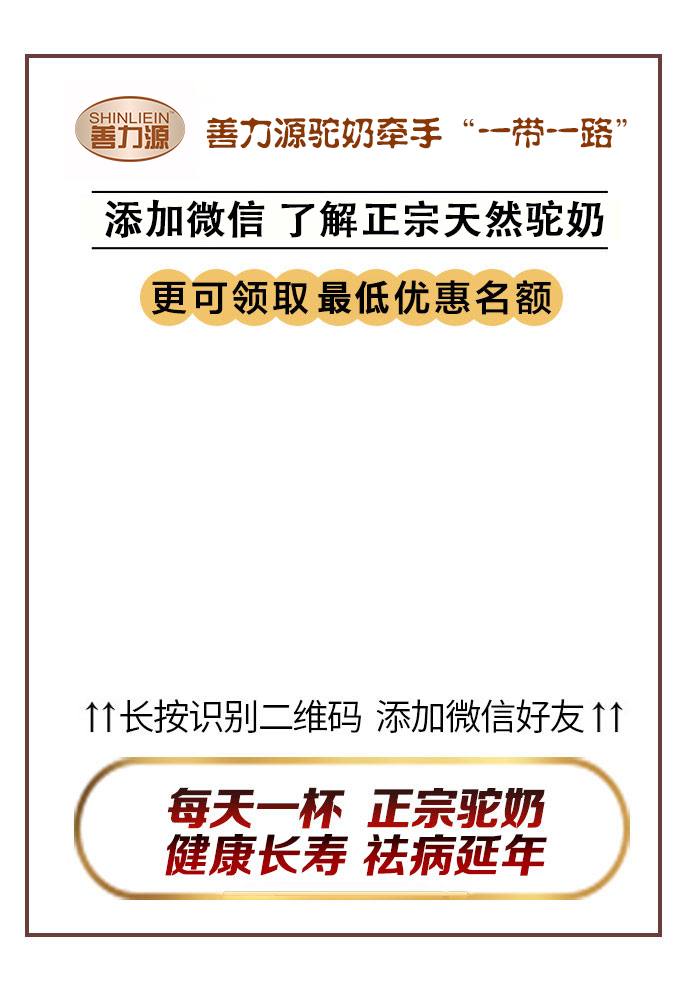 SHINLIEIN
善力源
善力源驼奶牵手“一带一路”
添加微信 了解正宗天然驼奶
更可领取最低优惠名额
↑↑长按识别二维码 添加微信好友↑↑
每天一杯 正宗驼奶
健康长寿 祛病延年